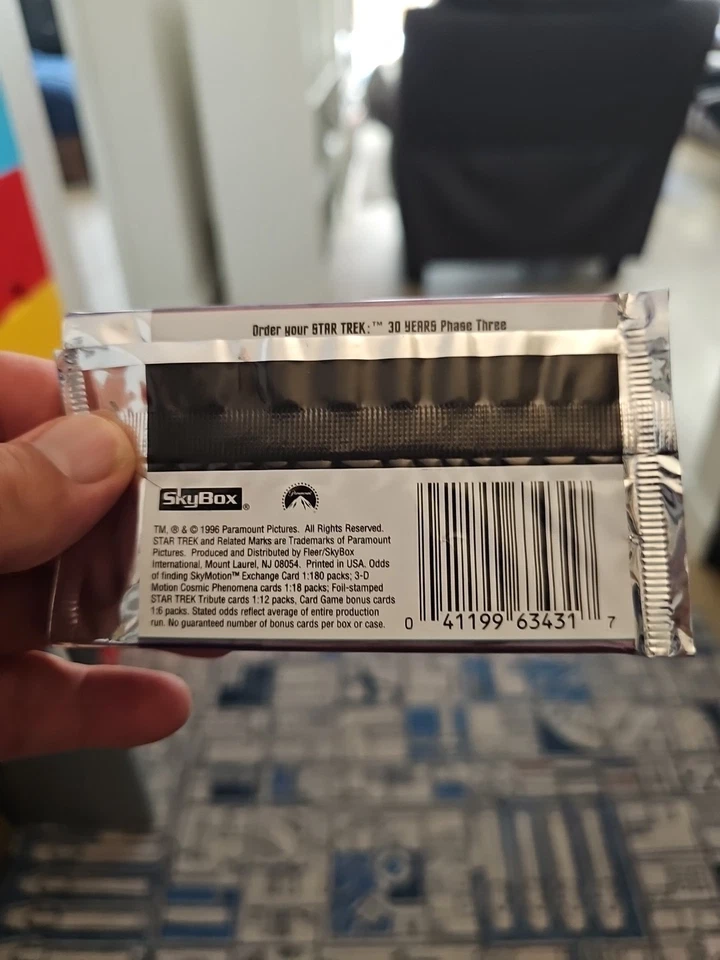 Order your STAR TREK:™ 30 YEARS Phase Three
SKYBOX®
Paramount
TM, ® & © 1996 Paramount Pictures. All Rights Reserved.
STAR TREK and Related Marks are Trademarks of Paramount
Pictures. Produced and Distributed by Fleer/SkyBox
International, Mount Laurel, NJ 08054. Printed in USA. Odds
of finding SkyMotion™ Exchange Card 1:180 packs; 3-D
Motion Cosmic Phenomena cards 1:18 packs; Foil-stamped
STAR TREK Tribute cards 1:12 packs, Card Game bonus cards
1:6 packs. Stated odds reflect average of entire production
run. No guaranteed number of bonus cards per box or case.
0 41199 63431 7